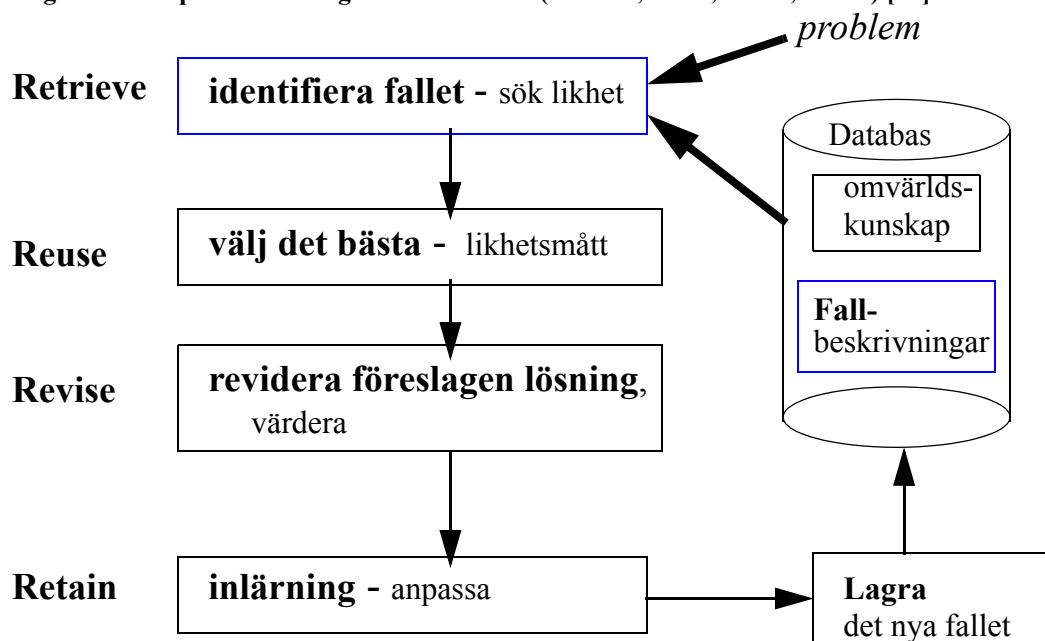 problem
Retrieve
identifiera fallet - sök likhet
Databas
omvärlds-
kunskap
Reuse
välj det bästa - likhetsmått
Fall-
beskrivningar
Revise
revidera föreslagen lösning,
värdera
Retain
inlärning - anpassa
Lagra
det nya fallet